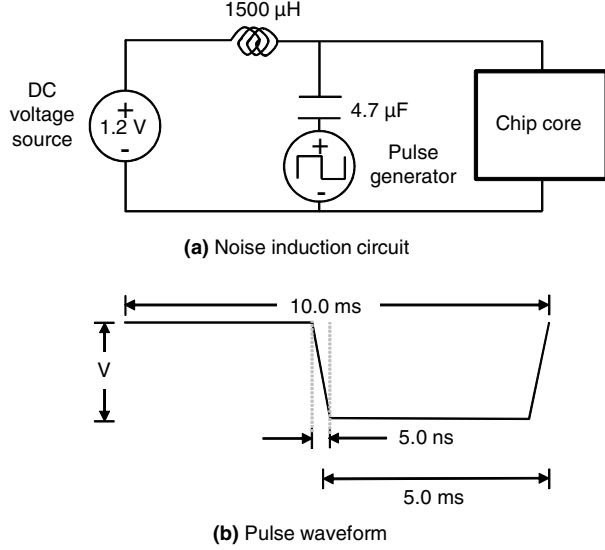 1500 µH
DC
voltage
source
+
1.2 V
-
4.7 µF
+
-
Pulse
generator
Chip core
(a) Noise induction circuit
10.0 ms
V
5.0 ns
5.0 ms
(b) Pulse waveform